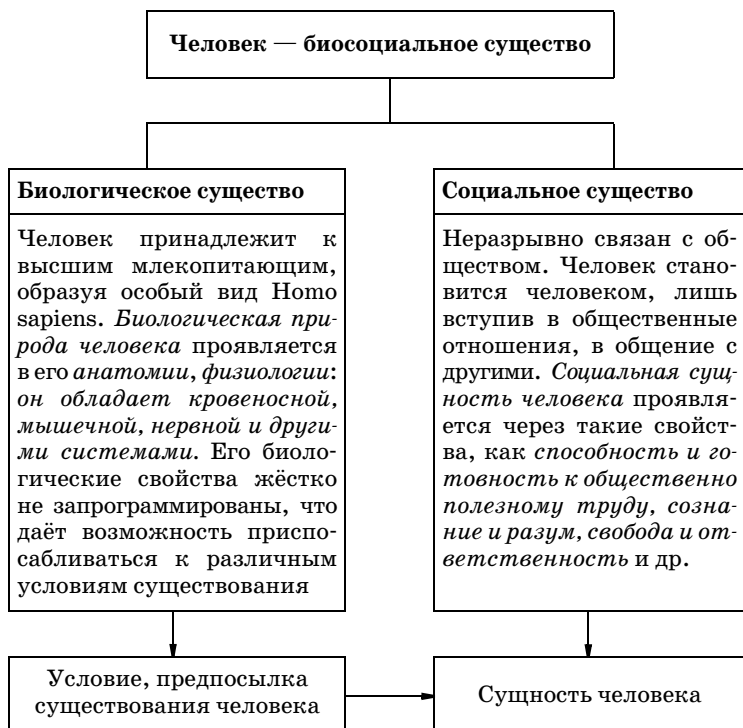 Человек — биосоциальное существо
Биологическое существо
Человек принадлежит к
высшим млекопитающим,
образуя особый вид Homo
sapiens. Биологическая при-
рода человека проявляется
в его анатомии, физиологии:
он обладает кровеносной,
мышечной, нервной и други-
ми системами. Его биоло-
гические свойства жёстко
не запрограммированы, что
даёт возможность приспо-
сабливаться к различным
условиям существования
Социальное существо
Неразрывно связан с об-
ществом. Человек стано-
вится человеком, лишь
вступив в общественные
отношения, в общение с
другими. Социальная сущ-
ность человека проявля-
ется через такие свойст-
ва, как способность и го-
товность к общественно
полезному труду, созна-
ние и разум, свобода и от-
ветственность и др.
Условие, предпосылка
существования человека
Сущность человека